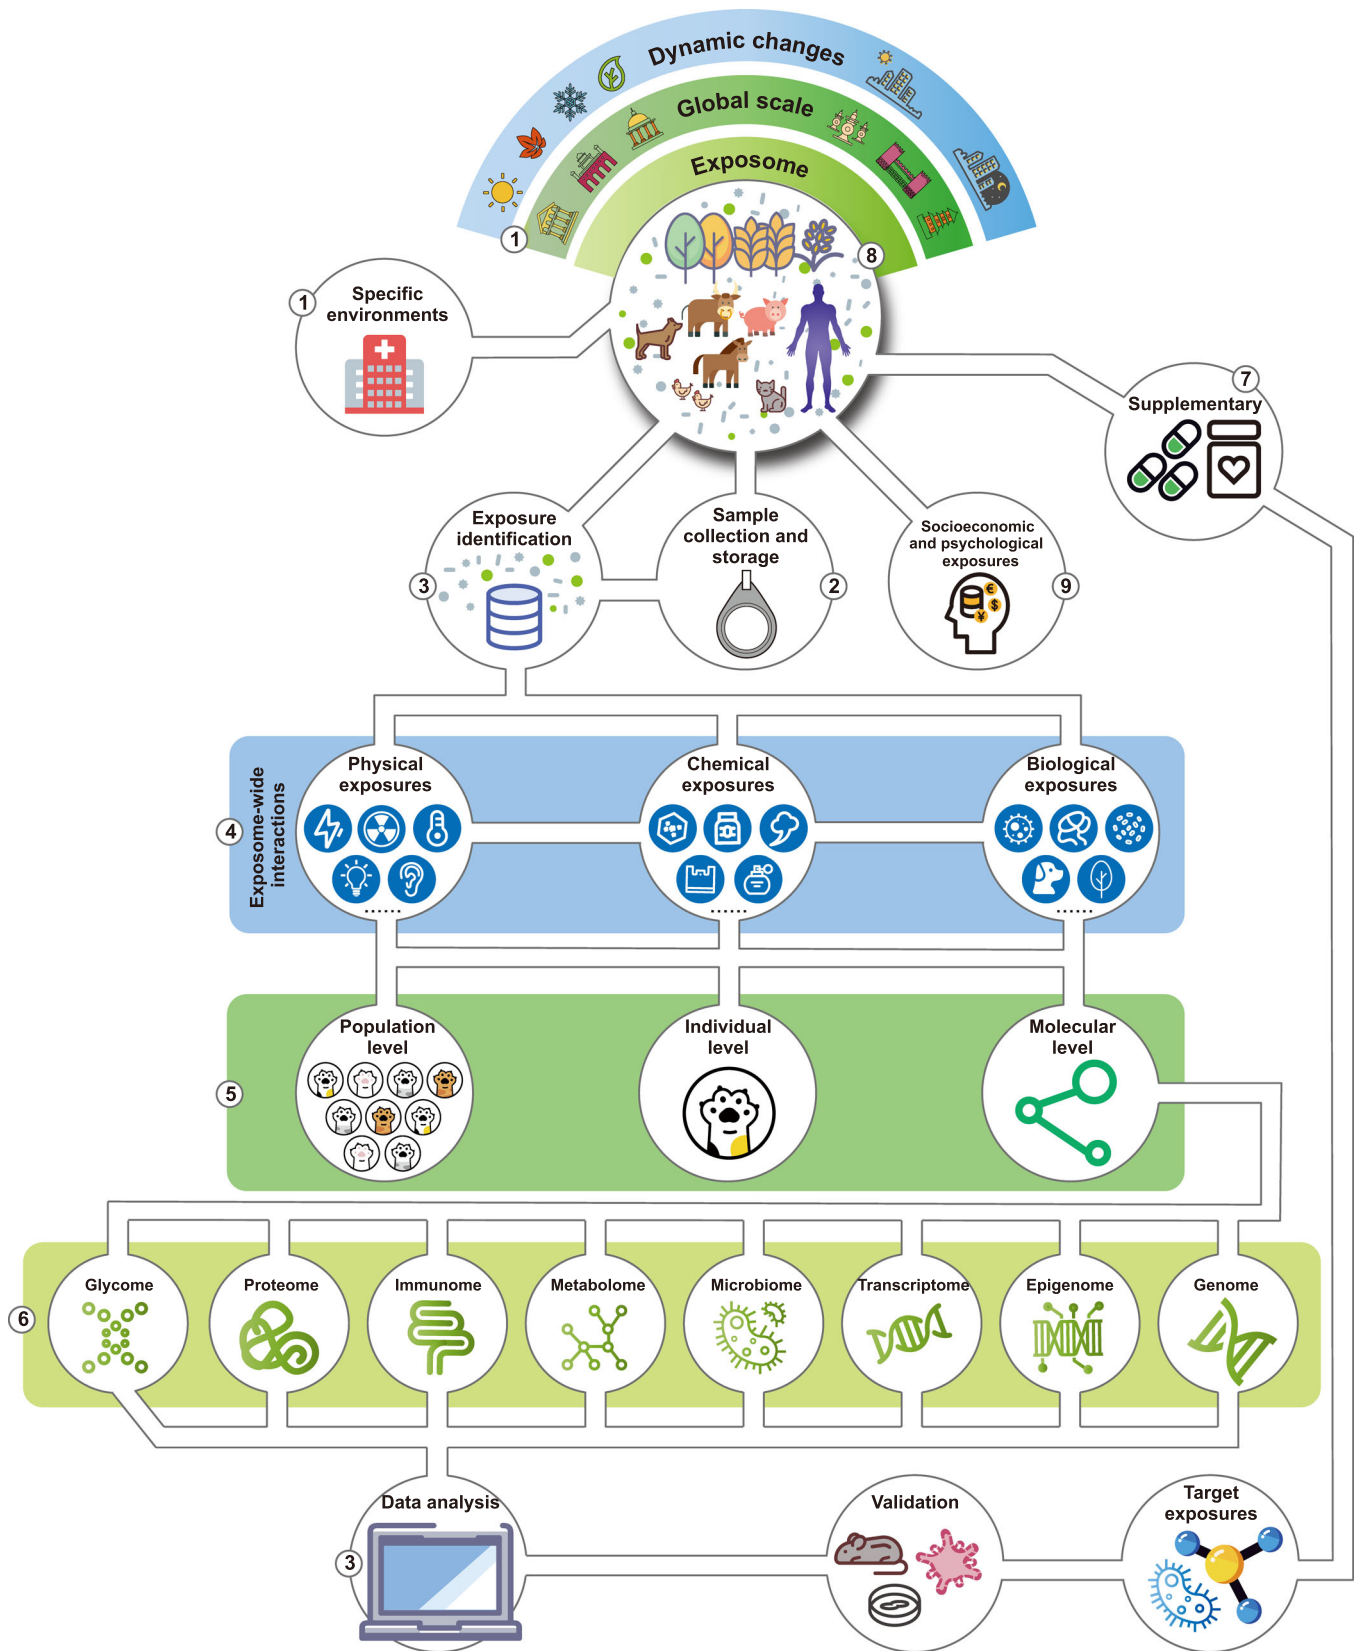 Dynamic changes
Global scale
Exposome
1
8
1
Specific
environments
7
Supplementary
Exposure
identification
3
Sample
collection and
storage
2
Socioeconomic
and psychological
exposures
9
€
$
¥
4
Exposome-wide
interactions
Physical
exposures
......
Chemical
exposures
......
Biological
exposures
......
5
Population
level
Individual
level
Molecular
level
6
Glycome
Proteome
Immunome
Metabolome
Microbiome
Transcriptome
Epigenome
Genome
3
Data analysis
Validation
Target
exposures